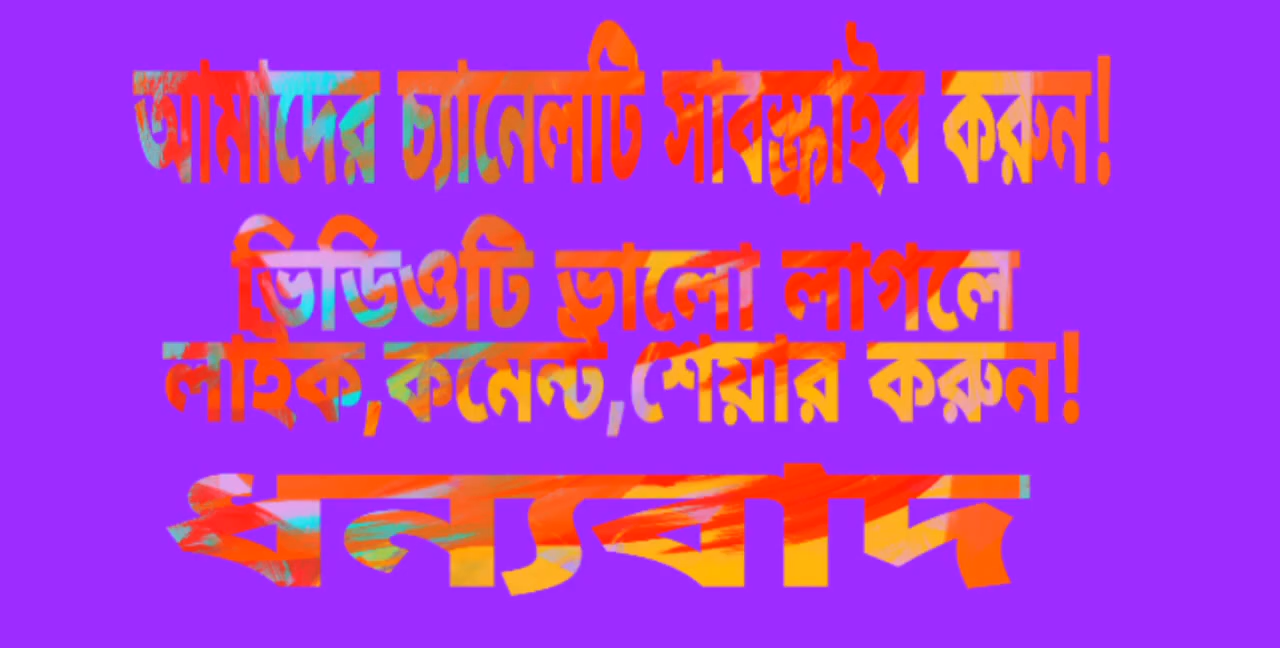 আমাদের চ্যানেলটি সাবস্ক্রাইব করুন!
ভিডিওটি ভালো লাগলে
লাইক,কমেন্ট,শেয়ার করুন!
ধন্যবাদ